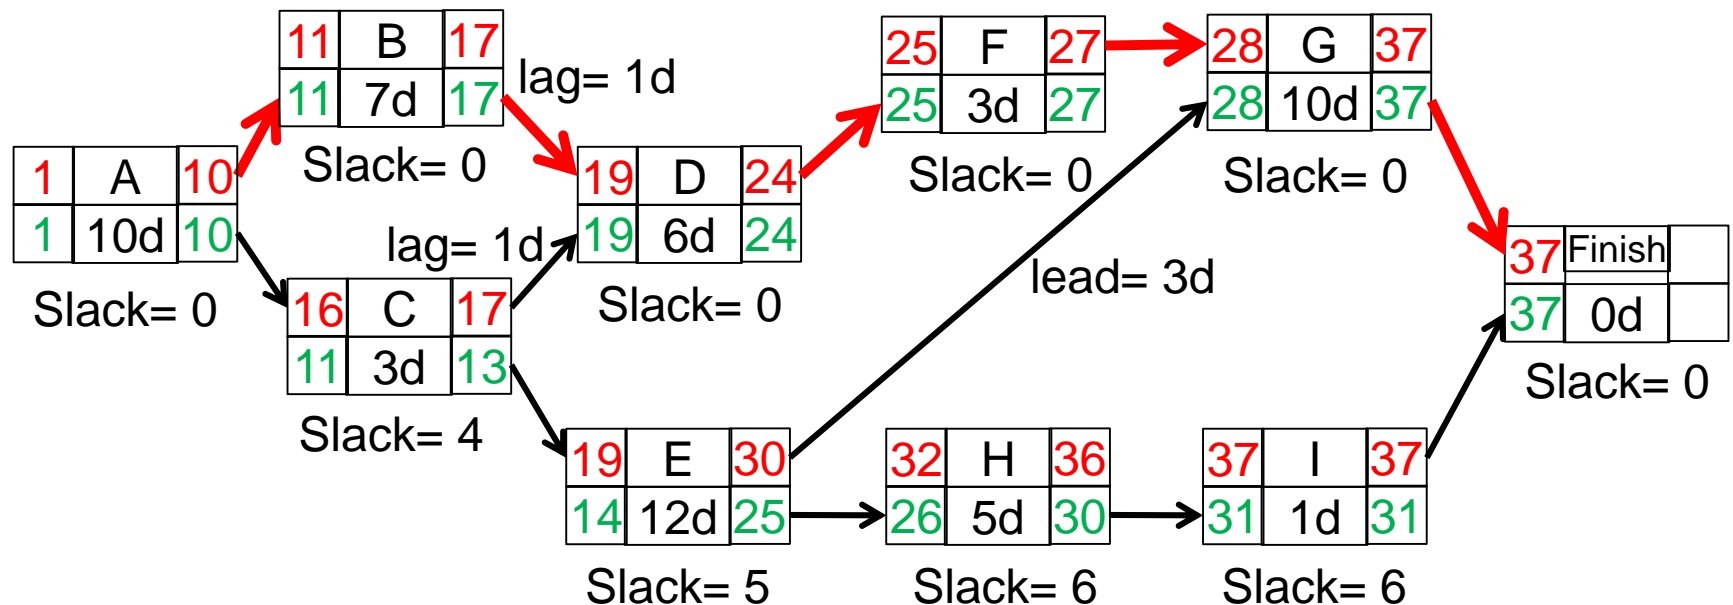 11 B 17
11 7d 17
Slack= 0
lag= 1d
25 F 27
25 3d 27
Slack= 0
28 G 37
28 10d 37
Slack= 0
1 A 10
1 10d 10
Slack= 0
19 D 24
19 6d 24
Slack= 0
lag= 1d
lead= 3d
37 Finish
37 0d
Slack= 0
16 C 17
11 3d 13
Slack= 4
19 E 30
14 12d 25
Slack= 5
32 H 36
26 5d 30
Slack= 6
37 I 37
31 1d 31
Slack= 6